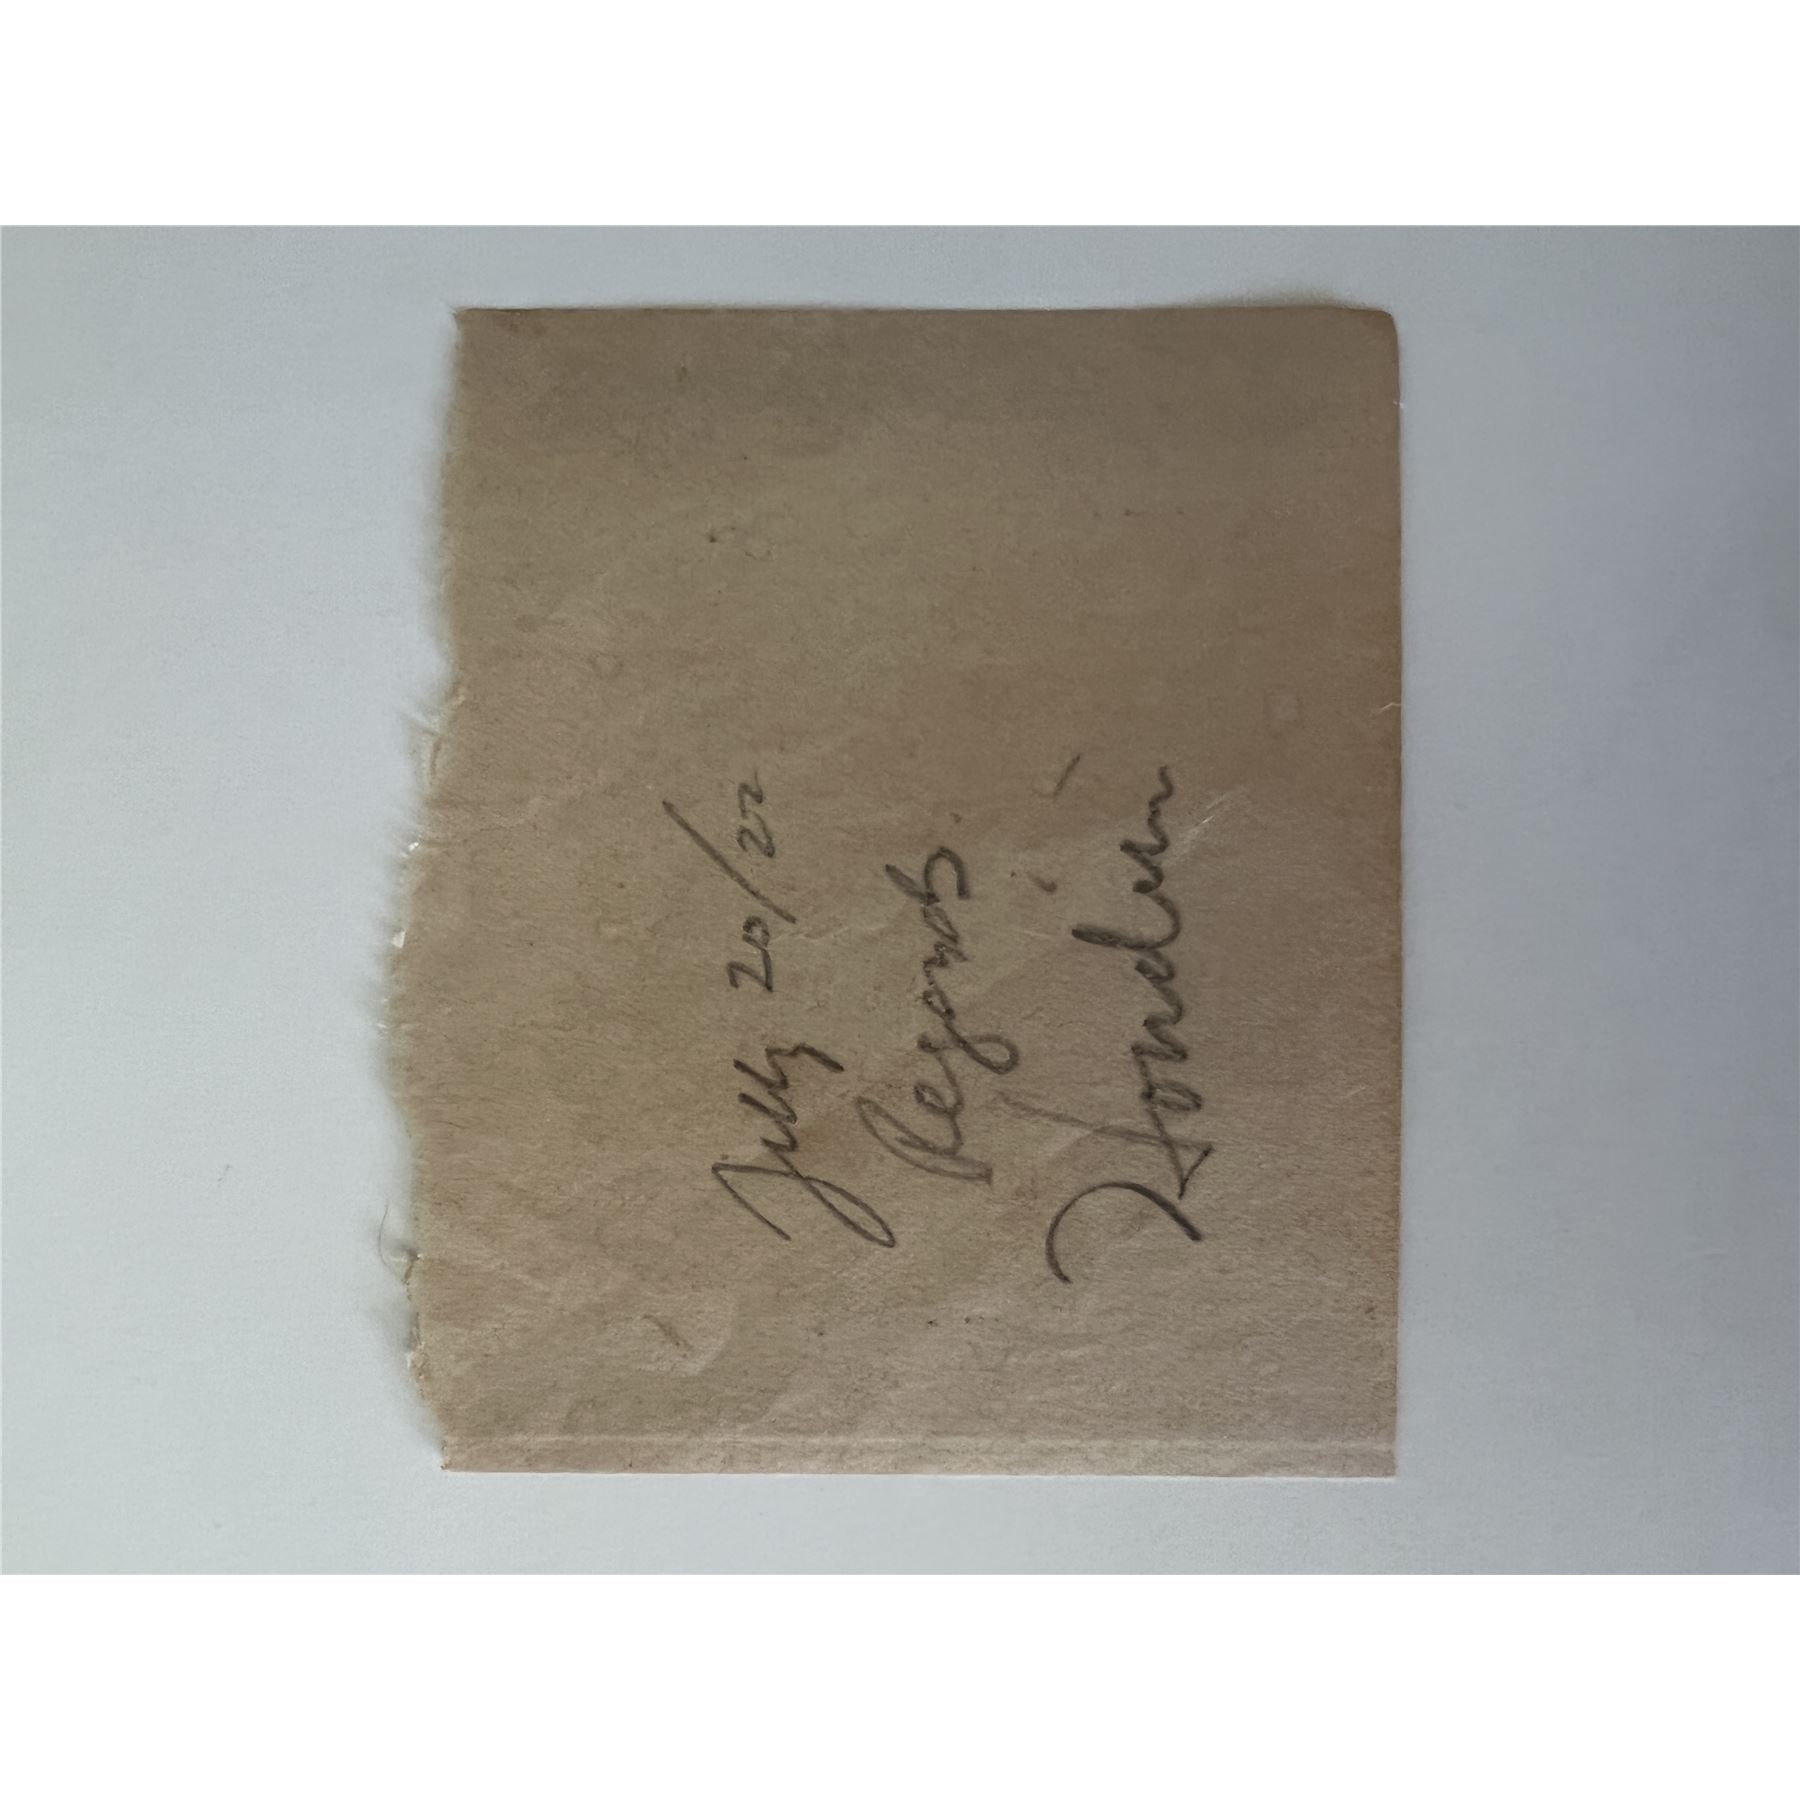 July 20/22
Regards.
Houdini